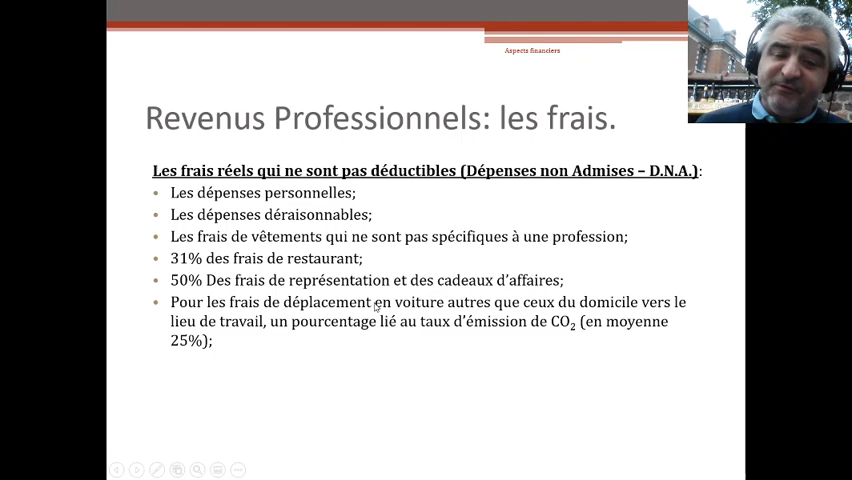 Aspects financiers
Revenus Professionnels: les frais.
Les frais réels qui ne sont pas déductibles (Dépenses non Admises – D.N.A.):
• Les dépenses personnelles;
• Les dépenses déraisonnables;
• Les frais de vêtements qui ne sont pas spécifiques à une profession;
• 31% des frais de restaurant;
• 50% Des frais de représentation et des cadeaux d'affaires;
• Pour les frais de déplacement en voiture autres que ceux du domicile vers le
lieu de travail, un pourcentage lié au taux d'émission de CO₂ (en moyenne
25%);